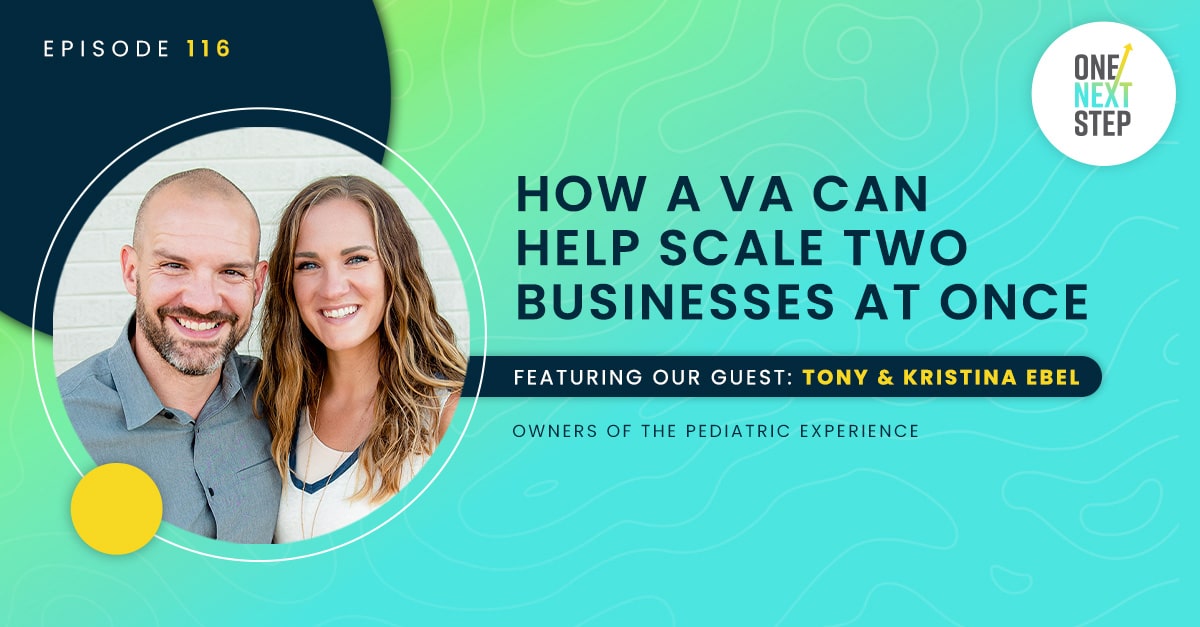 EPISODE 116
ONE
NEXT
STEP
HOW A VA CAN
HELP SCALE TWO
BUSINESSES AT ONCE
FEATURING OUR GUEST: TONY & KRISTINA EBEL
OWNERS OF THE PEDIATRIC EXPERIENCE